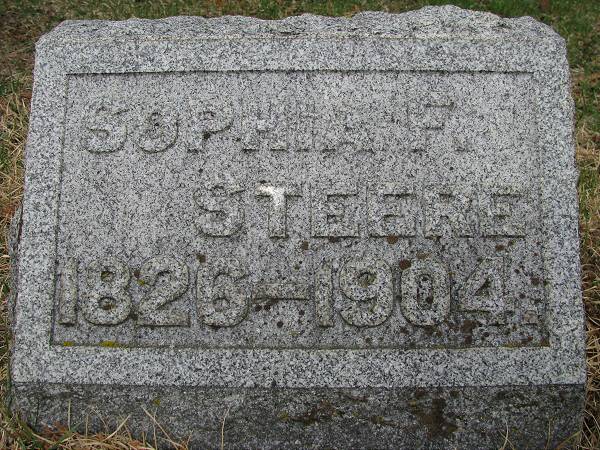 SOPHIA F.
STEERE
1826-1904.